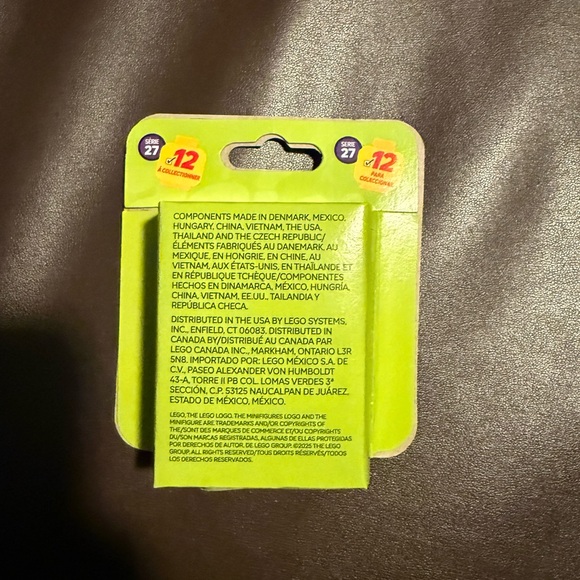 SÉRIE
27
12
À COLLECTIONNER
SERIE
27
12
PARA
COLECCIONAR
COMPONENTS MADE IN DENMARK, MEXICO,
HUNGARY, CHINA, VIETNAM, THE USA,
THAILAND AND THE CZECH REPUBLIC/
ÉLÉMENTS FABRIQUÉS AU DANEMARK, AU
MEXIQUE, EN HONGRIE, EN CHINE, AU
VIETNAM, AUX ÉTATS-UNIS, EN THAÏLANDE ET
EN RÉPUBLIQUE TCHÈQUE/COMPONENTES
HECHOS EN DINAMARCA, MÉXICO, HUNGRÍA,
CHINA, VIETNAM, EE.UU., TAILANDIA Y
REPÚBLICA CHECA.
DISTRIBUTED IN THE USA BY LEGO SYSTEMS,
INC., ENFIELD, CT 06083. DISTRIBUTED IN
CANADA BY/DISTRIBUÉ AU CANADA PAR
LEGO CANADA INC., MARKHAM, ONTARIO L3R
5N8. IMPORTADO POR: LEGO MÉXICO S.A. DE
C.V., PASEO ALEXANDER VON HUMBOLDT
43-A, TORRE II PB COL. LOMAS VERDES 3ª
SECCIÓN, C.P. 53125 NAUCALPAN DE JUÁREZ,
ESTADO DE MÉXICO, MÉXICO.
LEGO, THE LEGO LOGO, THE MINIFIGURES LOGO AND THE
MINIFIGURE ARE TRADEMARKS AND/OR COPYRIGHTS OF
THE/SONT DES MARQUES DE COMMERCE ET/OU COPYRIGHTS
DU/SON MARCAS REGISTRADAS, ALGUNAS DE ELLAS PROTEGIDAS
POR DERECHOS DE AUTOR, DE LEGO GROUP. ©2025 THE LEGO
GROUP. ALL RIGHTS RESERVED/TOUS DROITS RÉSERVÉS/TODOS
LOS DERECHOS RESERVADOS.